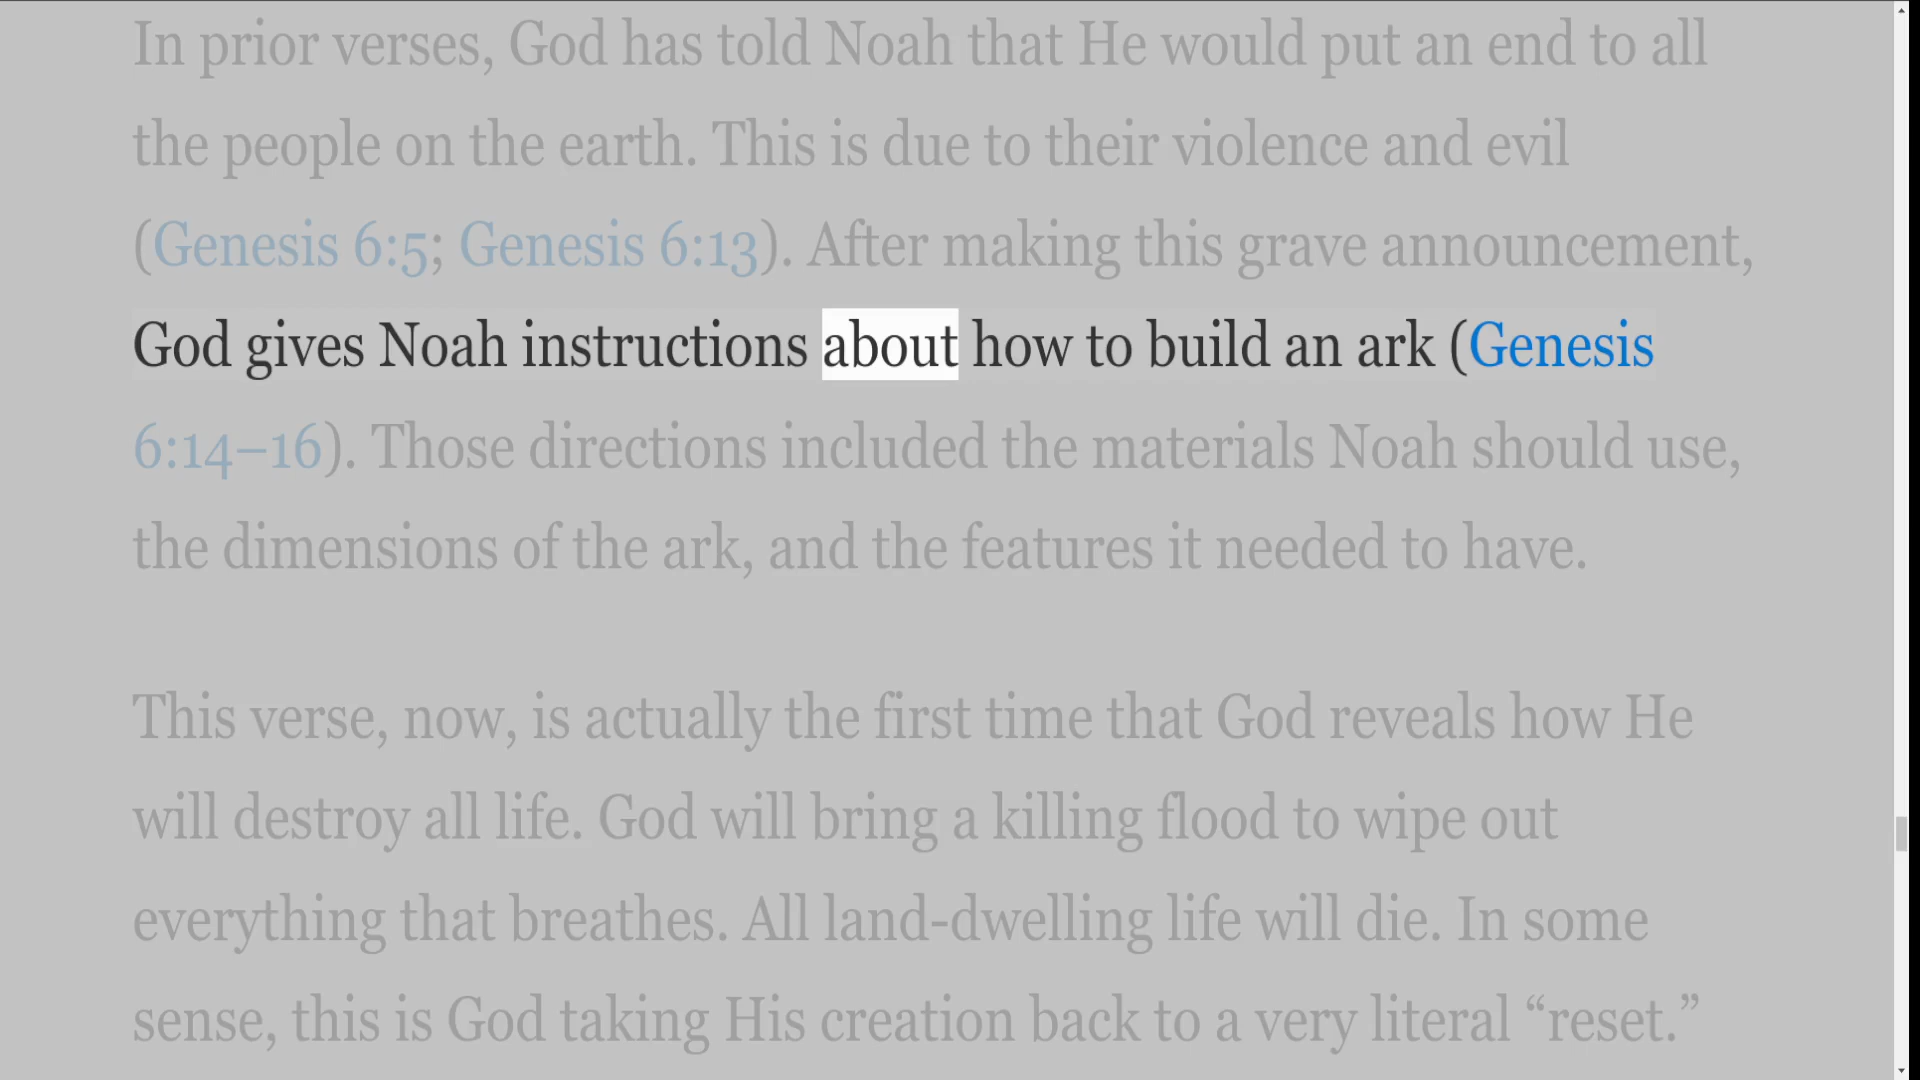 In prior verses, God has told Noah that He would put an end to all
the people on the earth. This is due to their violence and evil
(Genesis 6:5; Genesis 6:13). After making this grave announcement,
God gives Noah instructions about how to build an ark (Genesis
6:14–16). Those directions included the materials Noah should use,
the dimensions of the ark, and the features it needed to have.
This verse, now, is actually the first time that God reveals how He
will destroy all life. God will bring a killing flood to wipe out
everything that breathes. All land-dwelling life will die. In some
sense, this is God taking His creation back to a very literal “reset.”